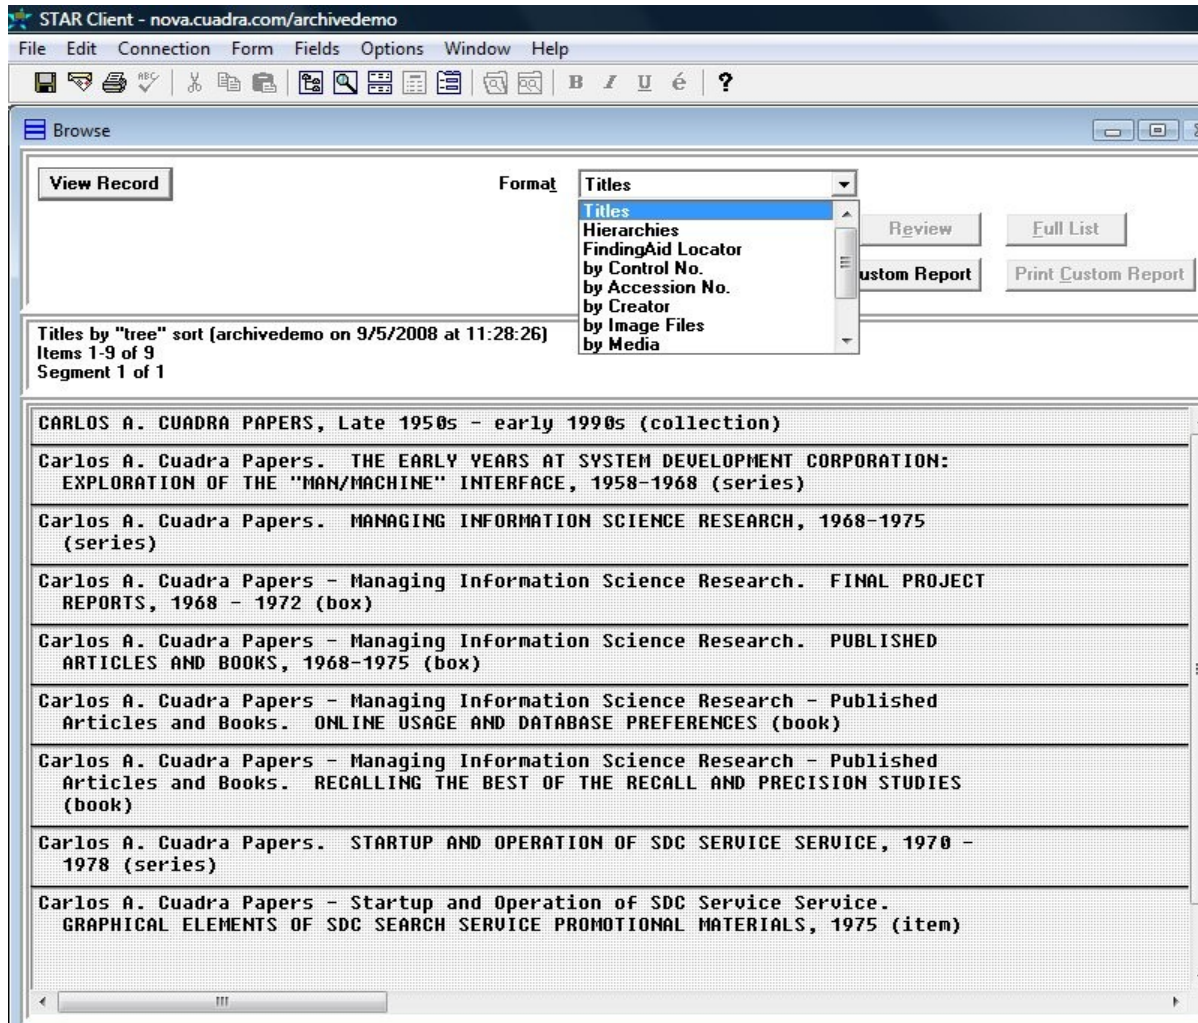 STAR Client - nova.cuadra.com/archivedemo
File Edit Connection Form Fields Options Window Help
ABC B I U é ?
Browse
View Record Format Titles
Titles
Hierarchies
FindingAid Locator
by Control No.
by Accession No.
by Creator
by Image Files
by Media
Review Full List
ustom Report Print Custom Report
Titles by "tree" sort (archivedemo on 9/5/2008 at 11:28:26)
Items 1-9 of 9
Segment 1 of 1
CARLOS A. CUADRA PAPERS, Late 1950s - early 1990s (collection)
Carlos A. Cuadra Papers. THE EARLY YEARS AT SYSTEM DEVELOPMENT CORPORATION:
EXPLORATION OF THE "MAN/MACHINE" INTERFACE, 1958-1968 (series)
Carlos A. Cuadra Papers. MANAGING INFORMATION SCIENCE RESEARCH, 1968-1975
(series)
Carlos A. Cuadra Papers - Managing Information Science Research. FINAL PROJECT
REPORTS, 1968 - 1972 (box)
Carlos A. Cuadra Papers - Managing Information Science Research. PUBLISHED
ARTICLES AND BOOKS, 1968-1975 (box)
Carlos A. Cuadra Papers - Managing Information Science Research - Published
Articles and Books. ONLINE USAGE AND DATABASE PREFERENCES (book)
Carlos A. Cuadra Papers - Managing Information Science Research - Published
Articles and Books. RECALLING THE BEST OF THE RECALL AND PRECISION STUDIES
(book)
Carlos A. Cuadra Papers. STARTUP AND OPERATION OF SDC SERVICE SERVICE, 1970 -
1978 (series)
Carlos A. Cuadra Papers - Startup and Operation of SDC Service Service.
GRAPHICAL ELEMENTS OF SDC SEARCH SERVICE PROMOTIONAL MATERIALS, 1975 (item)